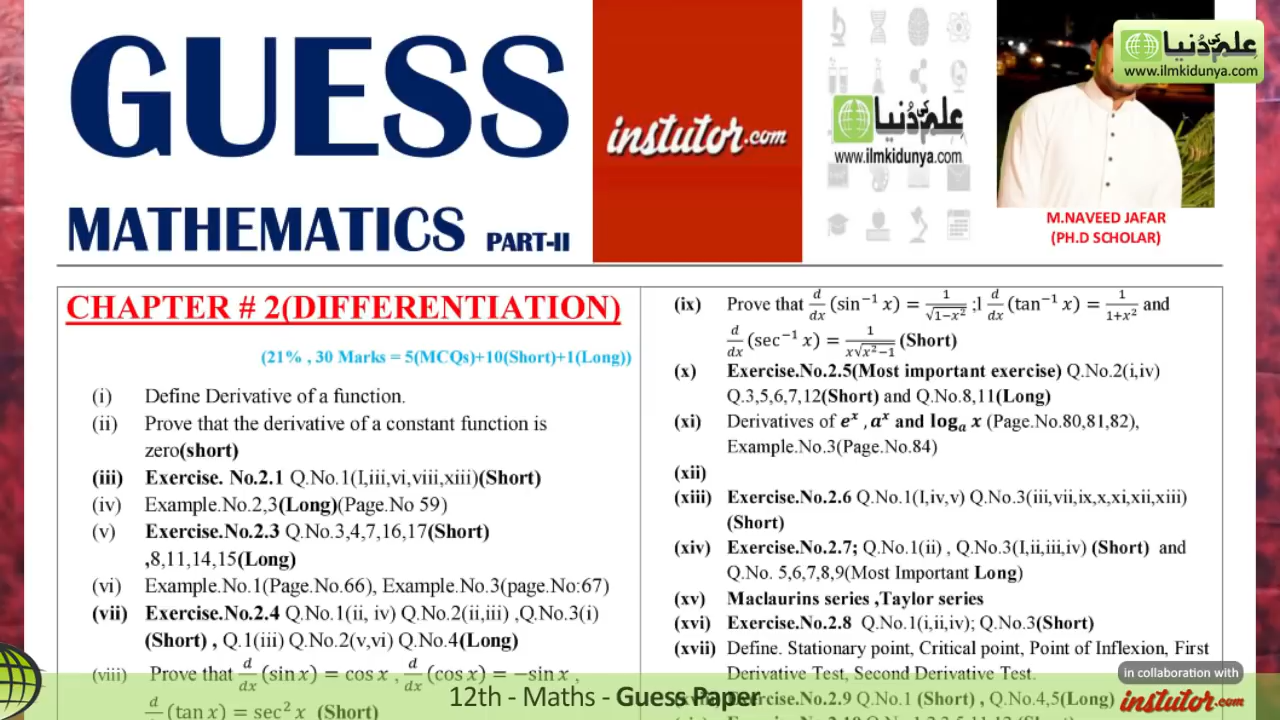 GUESS
MATHEMATICS PART-II
instutor.com
علم کی دنیا
www.ilmkidunya.com
علم کی دنیا
www.ilmkidunya.com
M.NAVEED JAFAR
(PH.D SCHOLAR)
CHAPTER # 2(DIFFERENTIATION)
(21% , 30 Marks = 5(MCQs)+10(Short)+1(Long))
(i) Define Derivative of a function.
(ii) Prove that the derivative of a constant function is
zero(short)
(iii) Exercise. No.2.1 Q.No.1(I,iii,vi,viii,xiii)(Short)
(iv) Example.No.2,3(Long)(Page.No 59)
(v) Exercise.No.2.3 Q.No.3,4,7,16,17(Short)
,8,11,14,15(Long)
(vi) Example.No.1(Page.No.66), Example.No.3(page.No:67)
(vii) Exercise.No.2.4 Q.No.1(ii, iv) Q.No.2(ii,iii) ,Q.No.3(i)
(Short) , Q.1(iii) Q.No.2(v,vi) Q.No.4(Long)
(viii) Prove that d/dx (sin x) = cos x , d/dx (cos x) = −sin x ,
d/dx (tan x) = sec² x (Short)
(ix) Prove that d/dx (sin⁻¹ x) = 1/√1−x² ;l d/dx (tan⁻¹ x) = 1/1+x² and
d/dx (sec⁻¹ x) = 1/x√x²−1 (Short)
(x) Exercise.No.2.5(Most important exercise) Q.No.2(i,iv)
Q.3,5,6,7,12(Short) and Q.No.8,11(Long)
(xi) Derivatives of eˣ , aˣ and logₐ x (Page.No.80,81,82),
Example.No.3(Page.No.84)
(xii)
(xiii) Exercise.No.2.6 Q.No.1(I,iv,v) Q.No.3(iii,vii,ix,x,xi,xii,xiii)
(Short)
(xiv) Exercise.No.2.7; Q.No.1(ii) , Q.No.3(I,ii,iii,iv) (Short) and
Q.No. 5,6,7,8,9(Most Important Long)
(xv) Maclaurins series ,Taylor series
(xvi) Exercise.No.2.8 Q.No.1(i,ii,iv); Q.No.3(Short)
(xvii) Define. Stationary point, Critical point, Point of Inflexion, First
Derivative Test, Second Derivative Test.
Exercise.No.2.9 Q.No.1 (Short) , Q.No.4,5(Long)
12th - Maths - Guess Paper
in collaboration with
instutor.com